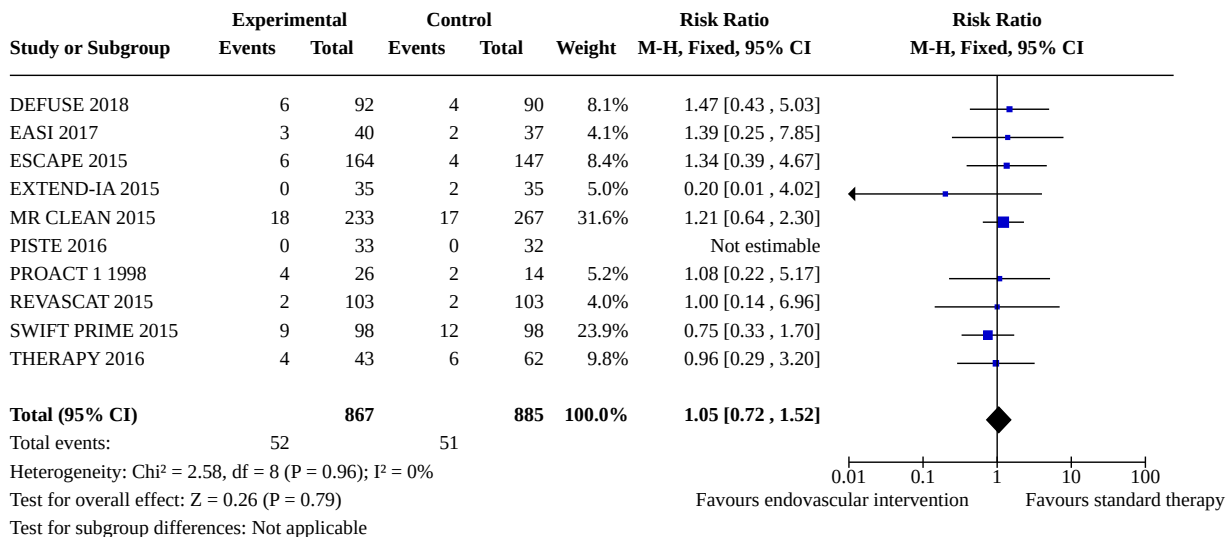 Experimental Control Risk Ratio Risk Ratio
Study or Subgroup Events Total Events Total Weight M-H, Fixed, 95% CI M-H, Fixed, 95% CI
DEFUSE 2018 6 92 4 90 8.1% 1.47 [0.43 , 5.03]
EASI 2017 3 40 2 37 4.1% 1.39 [0.25 , 7.85]
ESCAPE 2015 6 164 4 147 8.4% 1.34 [0.39 , 4.67]
EXTEND-IA 2015 0 35 2 35 5.0% 0.20 [0.01 , 4.02]
MR CLEAN 2015 18 233 17 267 31.6% 1.21 [0.64 , 2.30]
PISTE 2016 0 33 0 32 Not estimable
PROACT 1 1998 4 26 2 14 5.2% 1.08 [0.22 , 5.17]
REVASCAT 2015 2 103 2 103 4.0% 1.00 [0.14 , 6.96]
SWIFT PRIME 2015 9 98 12 98 23.9% 0.75 [0.33 , 1.70]
THERAPY 2016 4 43 6 62 9.8% 0.96 [0.29 , 3.20]
Total (95% CI) 867 885 100.0% 1.05 [0.72 , 1.52]
Total events: 52 51
Heterogeneity: Chi² = 2.58, df = 8 (P = 0.96); I² = 0%
0.01 0.1 1 10 100
Test for overall effect: Z = 0.26 (P = 0.79)
Favours endovascular intervention Favours standard therapy
Test for subgroup differences: Not applicable